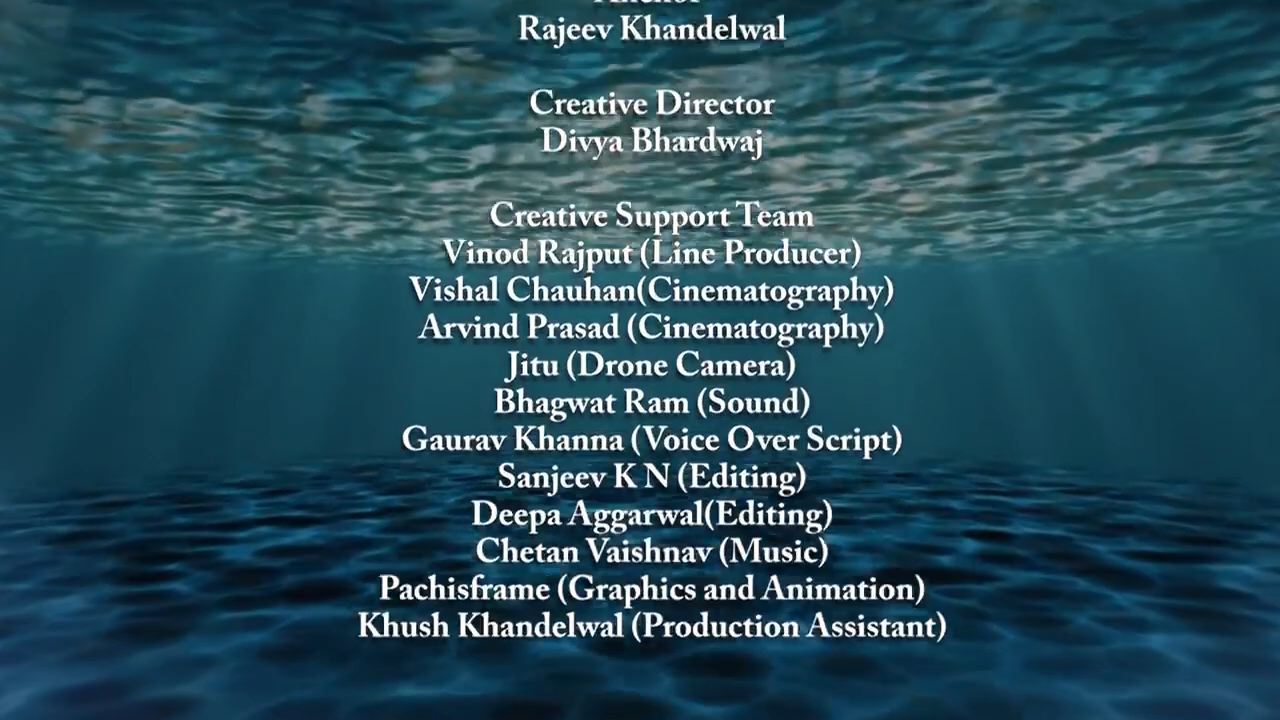 Rajeev Khandelwal
Creative Director
Divya Bhardwaj
Creative Support Team
Vinod Rajput (Line Producer)
Vishal Chauhan(Cinematography)
Arvind Prasad (Cinematography)
Jitu (Drone Camera)
Bhagwat Ram (Sound)
Gaurav Khanna (Voice Over Script)
Sanjeev K N (Editing)
Deepa Aggarwal(Editing)
Chetan Vaishnav (Music)
Pachisframe (Graphics and Animation)
Khush Khandelwal (Production Assistant)